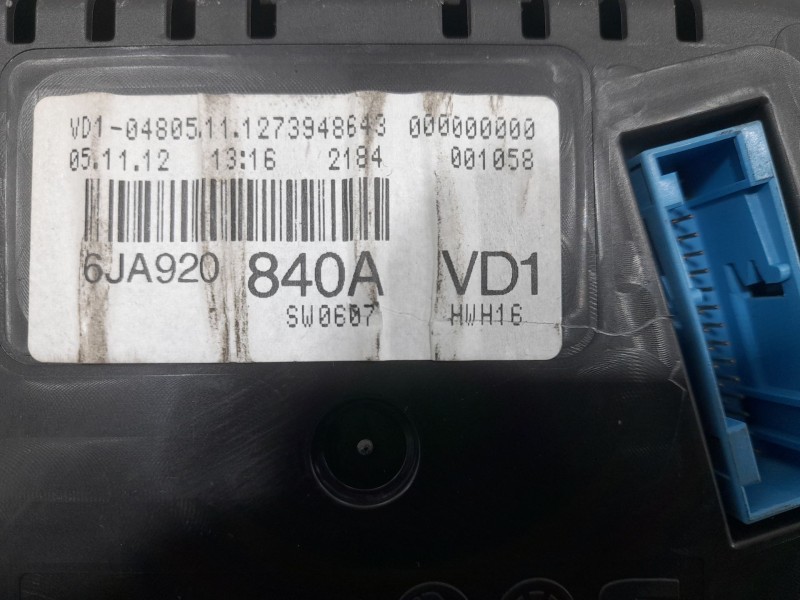 VD1-04805.11.1273948643 000000000
05.11.12 13:16 2184 001058
6JA920 840A VD1
SW0607 HWH16